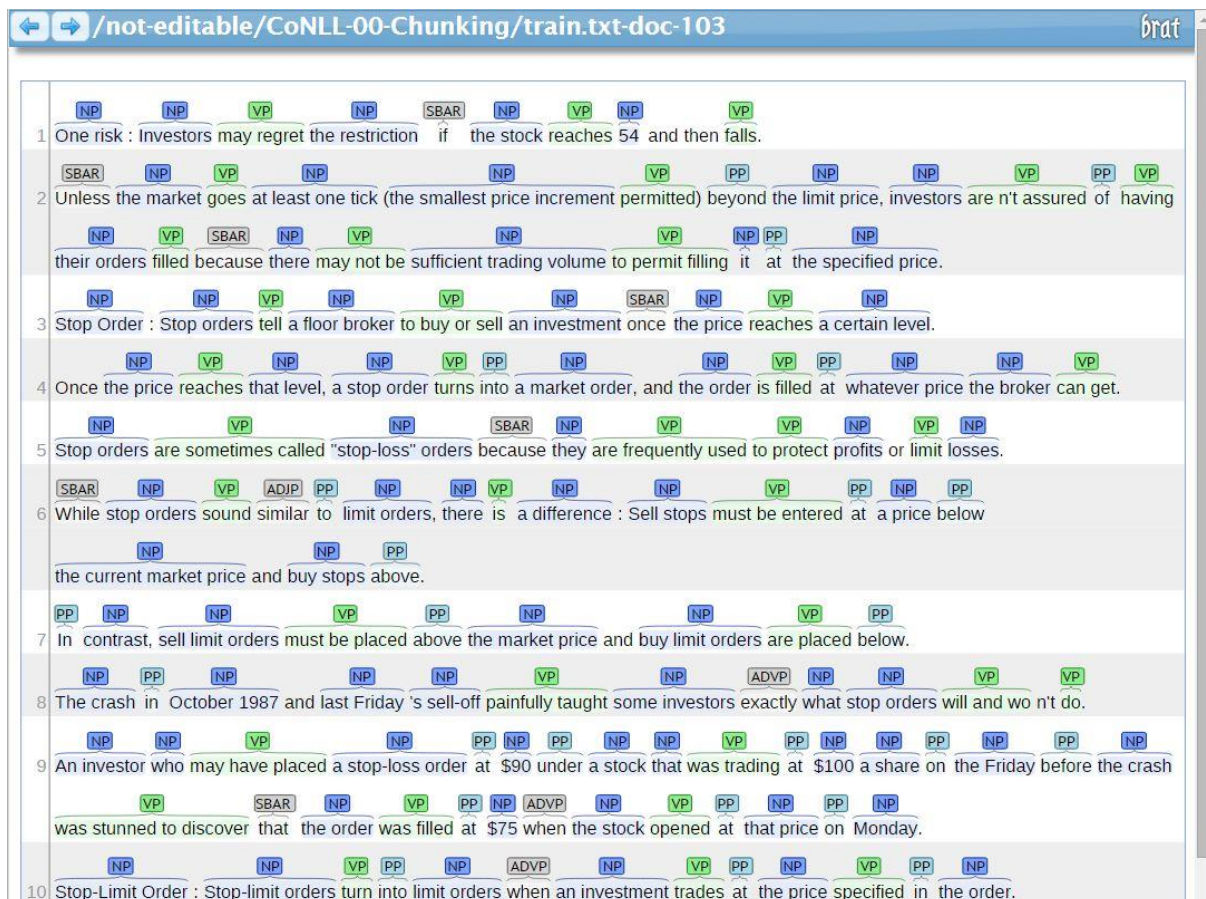 /not-editable/CoNLL-00-Chunking/train.txt-doc-103 brat
NP NP VP NP SBAR NP VP NP VP
1 One risk : Investors may regret the restriction if the stock reaches 54 and then falls.
SBAR NP VP NP NP VP PP NP NP VP PP VP
2 Unless the market goes at least one tick (the smallest price increment permitted) beyond the limit price, investors are n't assured of having
NP VP SBAR NP VP NP VP NP PP NP
their orders filled because there may not be sufficient trading volume to permit filling it at the specified price.
NP NP VP NP VP NP SBAR NP VP NP
3 Stop Order : Stop orders tell a floor broker to buy or sell an investment once the price reaches a certain level.
NP VP NP NP VP PP NP NP VP PP NP NP VP
4 Once the price reaches that level, a stop order turns into a market order, and the order is filled at whatever price the broker can get.
NP VP NP SBAR NP VP VP NP VP NP
5 Stop orders are sometimes called "stop-loss" orders because they are frequently used to protect profits or limit losses.
SBAR NP VP ADJP PP NP NP VP NP NP VP PP NP PP
6 While stop orders sound similar to limit orders, there is a difference : Sell stops must be entered at a price below
NP NP PP
the current market price and buy stops above.
PP NP NP VP PP NP NP VP PP
7 In contrast, sell limit orders must be placed above the market price and buy limit orders are placed below.
NP PP NP NP NP VP NP ADVP NP NP VP VP
8 The crash in October 1987 and last Friday 's sell-off painfully taught some investors exactly what stop orders will and wo n't do.
NP NP VP NP PP NP PP NP NP VP PP NP NP PP NP PP NP
9 An investor who may have placed a stop-loss order at $90 under a stock that was trading at $100 a share on the Friday before the crash
VP SBAR NP VP PP NP ADVP NP VP PP NP PP NP
was stunned to discover that the order was filled at $75 when the stock opened at that price on Monday.
NP NP VP PP NP ADVP NP VP PP NP VP PP NP
10 Stop-Limit Order : Stop-limit orders turn into limit orders when an investment trades at the price specified in the order.